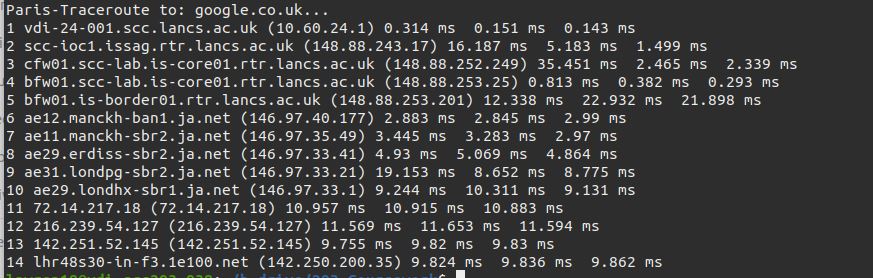 Paris-Traceroute to: google.co.uk...
1 vdi-24-001.scc.lancs.ac.uk (10.60.24.1) 0.314 ms  0.151 ms  0.143 ms
2 scc-ioc1.issag.rtr.lancs.ac.uk (148.88.243.17) 16.187 ms  5.183 ms  1.499 ms
3 cfw01.scc-lab.is-core01.rtr.lancs.ac.uk (148.88.252.249) 35.451 ms  2.465 ms  2.339 ms
4 bfw01.scc-lab.is-core01.rtr.lancs.ac.uk (148.88.253.25) 0.813 ms  0.382 ms  0.293 ms
5 bfw01.is-border01.rtr.lancs.ac.uk (148.88.253.201) 12.338 ms  22.932 ms  21.898 ms
6 ae12.manckh-ban1.ja.net (146.97.40.177) 2.883 ms  2.845 ms  2.99 ms
7 ae11.manckh-sbr2.ja.net (146.97.35.49) 3.445 ms  3.283 ms  2.97 ms
8 ae29.erdiss-sbr2.ja.net (146.97.33.41) 4.93 ms  5.069 ms  4.864 ms
9 ae31.londpg-sbr2.ja.net (146.97.33.21) 19.153 ms  8.652 ms  8.775 ms
10 ae29.londhx-sbr1.ja.net (146.97.33.1) 9.244 ms  10.311 ms  9.131 ms
11 72.14.217.18 (72.14.217.18) 10.957 ms  10.915 ms  10.883 ms
12 216.239.54.127 (216.239.54.127) 11.569 ms  11.653 ms  11.594 ms
13 142.251.52.145 (142.251.52.145) 9.755 ms  9.82 ms  9.83 ms
14 lhr48s30-in-f3.1e100.net (142.250.200.35) 9.824 ms  9.836 ms  9.862 ms